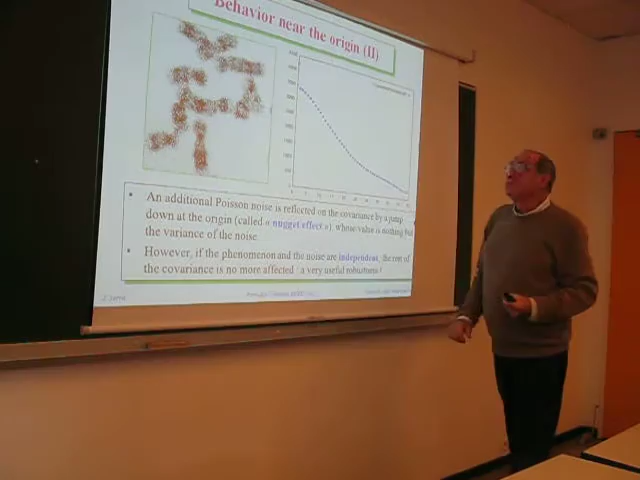 Behavior near the origin (II)
• An additional Poisson noise is reflected on the covariance by a jump
down at the origin (called « nugget effect »), whose value is nothing but
the variance of the noise.
• However, if the phenomenon and the noise are independent, the rest of
the covariance is no more affected : a very useful robustness !
J. Serra